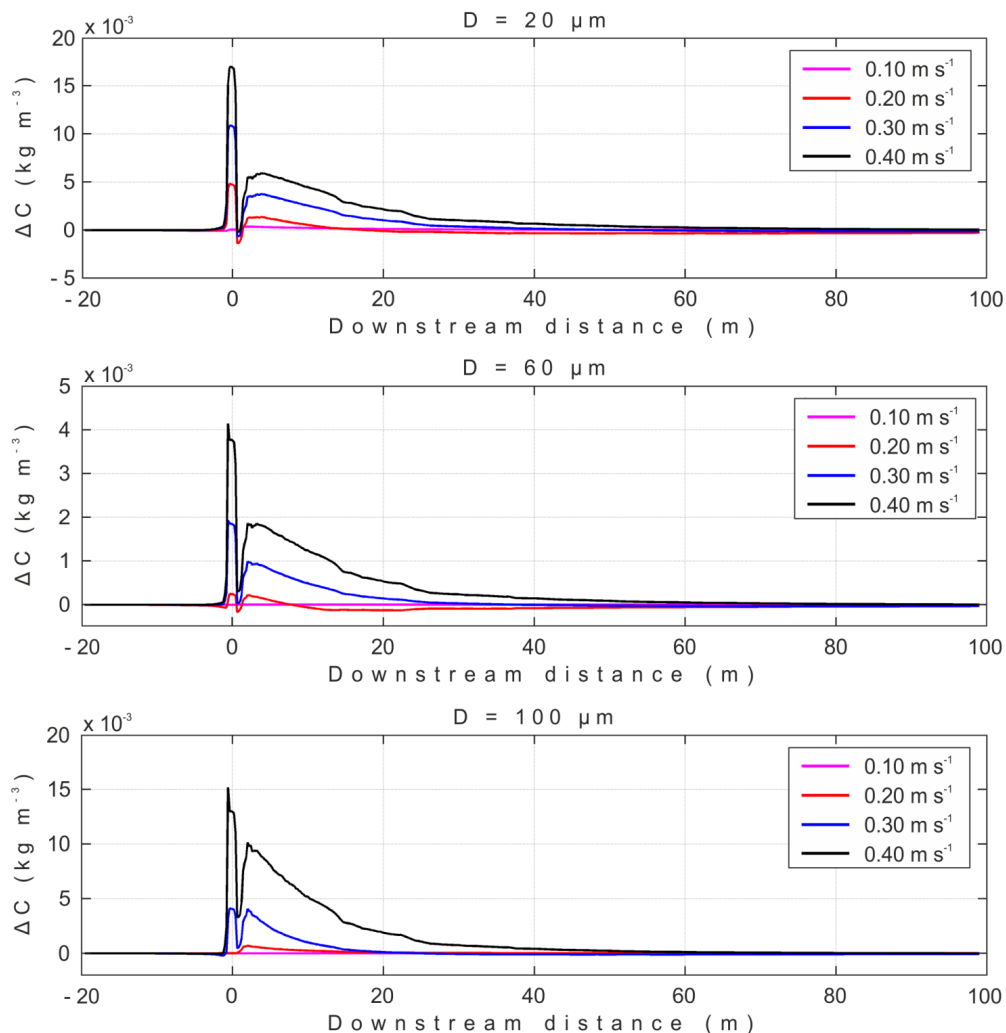 x 10⁻³
D = 20 µm
20
15
10
5
0
- 5
ΔC (kg m⁻³)
0.10 m s⁻¹
0.20 m s⁻¹
0.30 m s⁻¹
0.40 m s⁻¹
- 20 0 20 40 60 80 100
Downstream distance (m)
x 10⁻³
D = 60 µm
5
4
3
2
1
0
ΔC (kg m⁻³)
0.10 m s⁻¹
0.20 m s⁻¹
0.30 m s⁻¹
0.40 m s⁻¹
- 20 0 20 40 60 80 100
Downstream distance (m)
x 10⁻³
D = 100 µm
20
15
10
5
0
ΔC (kg m⁻³)
0.10 m s⁻¹
0.20 m s⁻¹
0.30 m s⁻¹
0.40 m s⁻¹
- 20 0 20 40 60 80 100
Downstream distance (m)